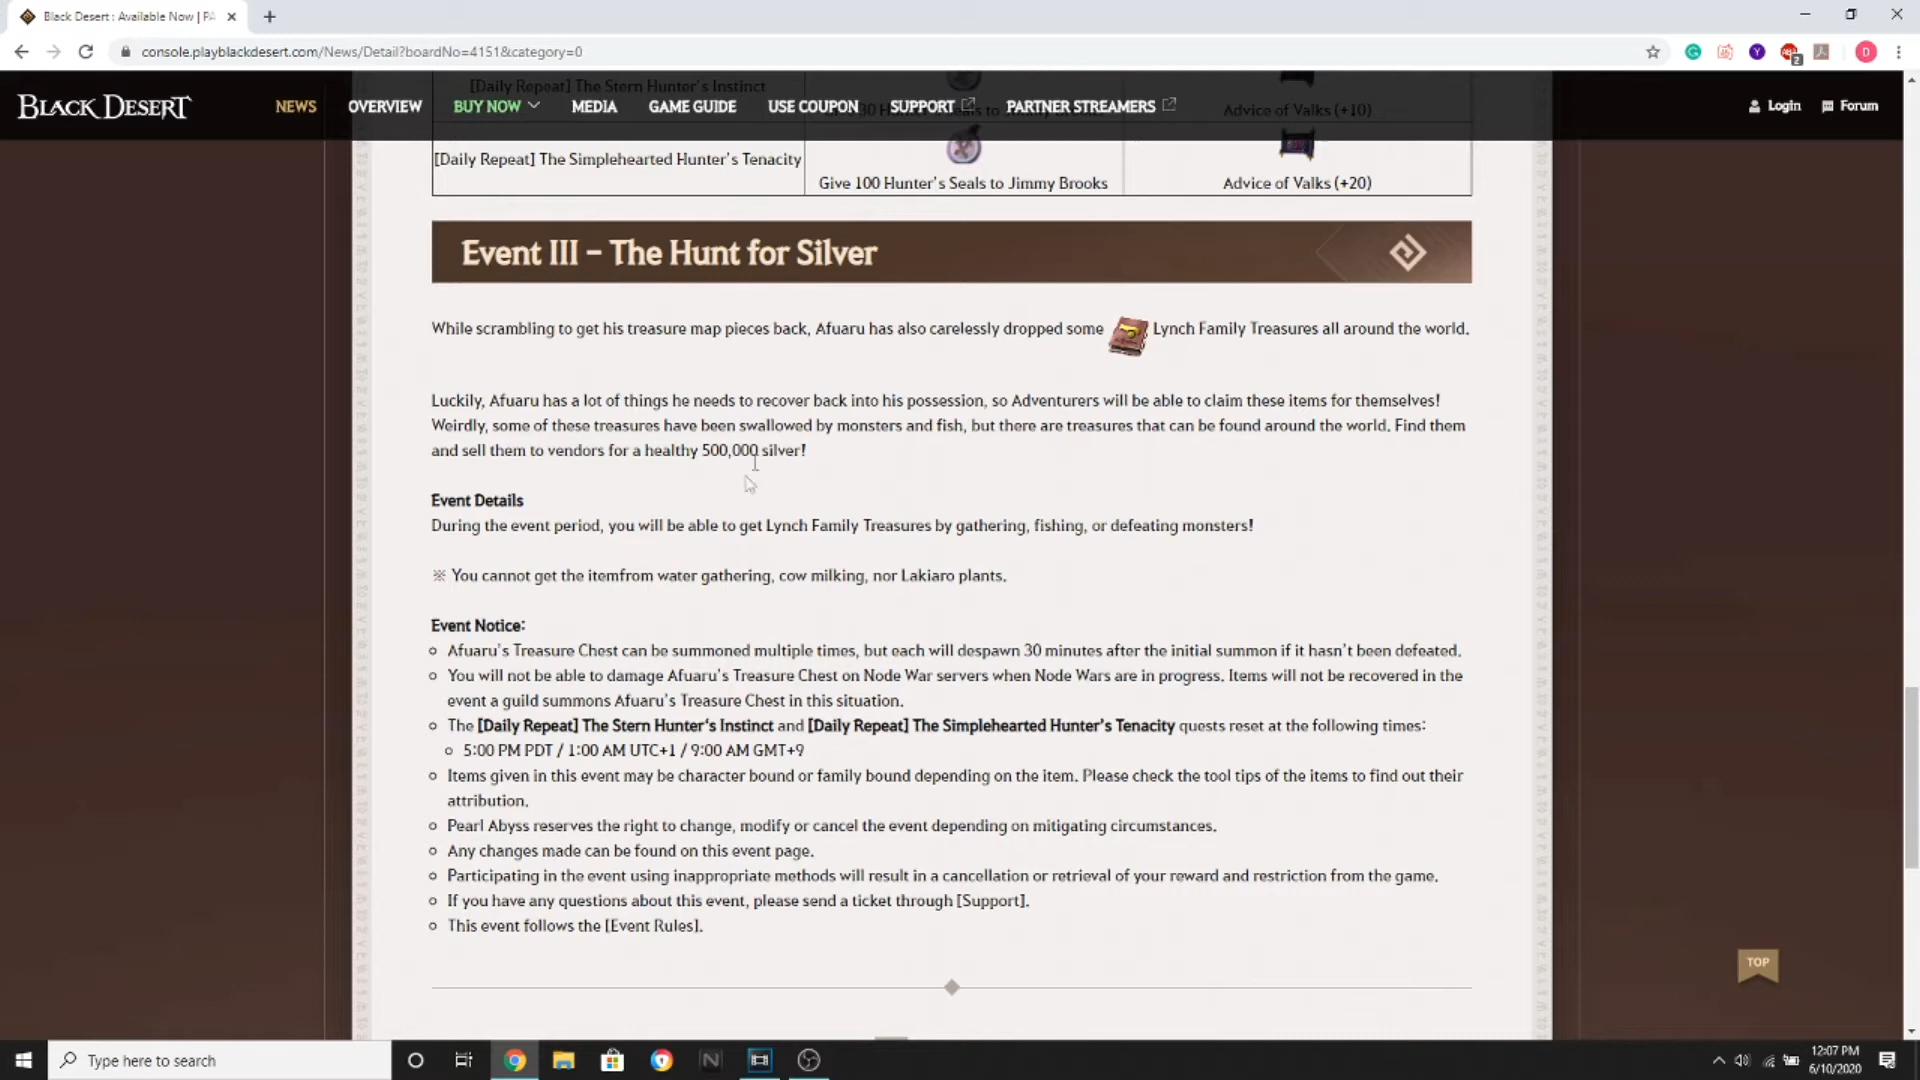 Black Desert : Available Now | PA
console.playblackdesert.com/News/Detail?boardNo=4151&category=0
2
D
BLACK DESERT
NEWS
OVERVIEW
BUY NOW
MEDIA
GAME GUIDE
USE COUPON
SUPPORT
PARTNER STREAMERS
Login
Forum
[Daily Repeat] The Stern Hunter's Instinct
30 Hunter's Seals to Jimmy Brooks
Advice of Valks (+10)
[Daily Repeat] The Simplehearted Hunter's Tenacity
Give 100 Hunter's Seals to Jimmy Brooks
Advice of Valks (+20)
Event III – The Hunt for Silver
While scrambling to get his treasure map pieces back, Afuaru has also carelessly dropped some Lynch Family Treasures all around the world.
Luckily, Afuaru has a lot of things he needs to recover back into his possession, so Adventurers will be able to claim these items for themselves!
Weirdly, some of these treasures have been swallowed by monsters and fish, but there are treasures that can be found around the world. Find them
and sell them to vendors for a healthy 500,000 silver!
Event Details
During the event period, you will be able to get Lynch Family Treasures by gathering, fishing, or defeating monsters!
※ You cannot get the itemfrom water gathering, cow milking, nor Lakiaro plants.
Event Notice:
Afuaru's Treasure Chest can be summoned multiple times, but each will despawn 30 minutes after the initial summon if it hasn't been defeated.
You will not be able to damage Afuaru's Treasure Chest on Node War servers when Node Wars are in progress. Items will not be recovered in the
event a guild summons Afuaru's Treasure Chest in this situation.
The [Daily Repeat] The Stern Hunter's Instinct and [Daily Repeat] The Simplehearted Hunter's Tenacity quests reset at the following times:
5:00 PM PDT / 1:00 AM UTC+1 / 9:00 AM GMT+9
Items given in this event may be character bound or family bound depending on the item. Please check the tool tips of the items to find out their
attribution.
Pearl Abyss reserves the right to change, modify or cancel the event depending on mitigating circumstances.
Any changes made can be found on this event page.
Participating in the event using inappropriate methods will result in a cancellation or retrieval of your reward and restriction from the game.
If you have any questions about this event, please send a ticket through [Support].
This event follows the [Event Rules].
TOP
Type here to search
12:07 PM
6/10/2020